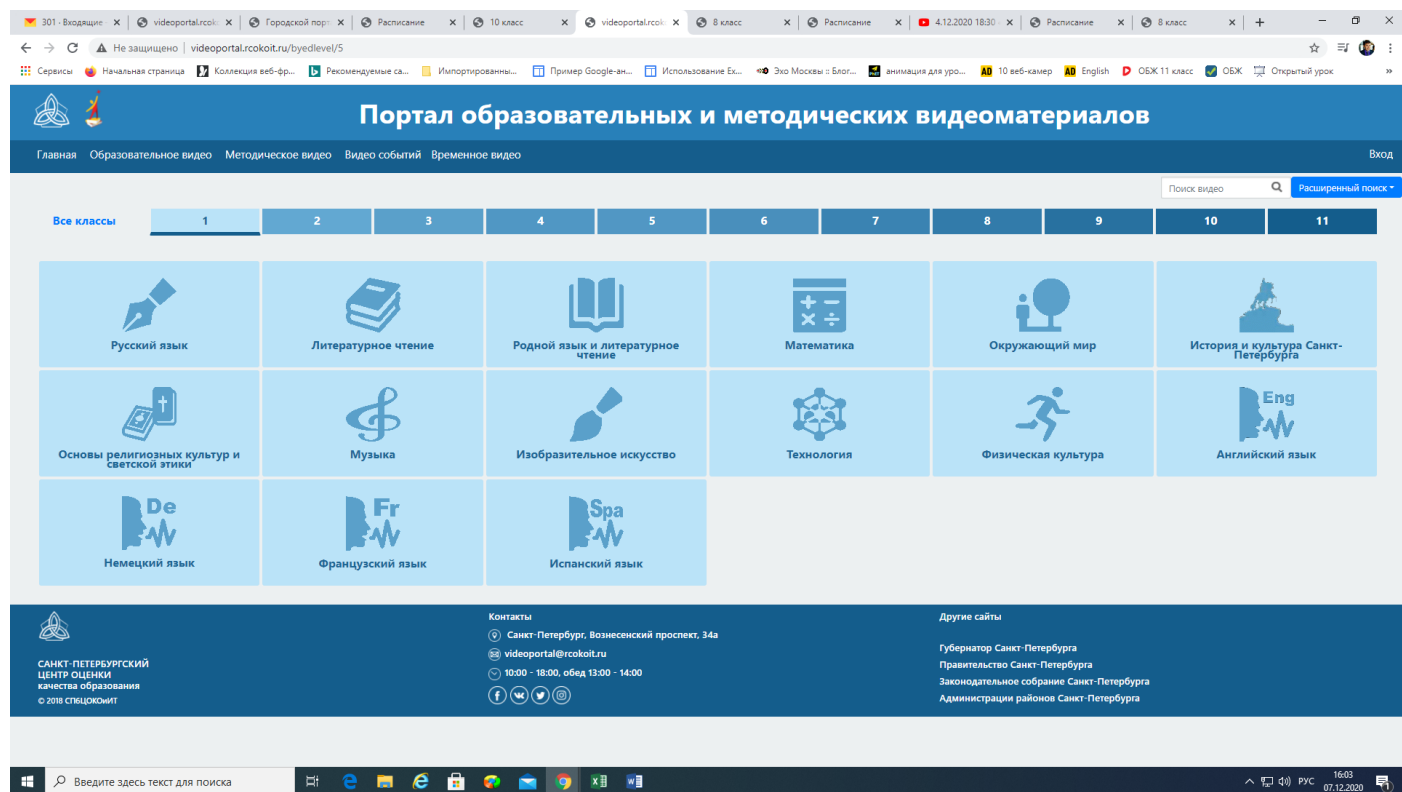 301 - Входящие
videoportal.rcok
Городской порт
Расписание
10 класс
videoportal.rcok
8 класс
Расписание
4.12.2020 18:30
Расписание
8 класс
Не защищено | videoportal.rcokoit.ru/byedlevel/5
Сервисы Начальная страница Коллекция веб-фр... Рекомендуемые са... Импортированны... Пример Google-ан... Использование Ex... Эхо Москвы :: Блог... анимация для уро... 10 веб-камер English ОБЖ 11 класс ОБЖ Открытый урок »
Портал образовательных и методических видеоматериалов
Главная Образовательное видео Методическое видео Видео событий Временное видео Вход
Поиск видео Расширенный поиск
Все классы 1 2 3 4 5 6 7 8 9 10 11
Русский язык
Литературное чтение
Родной язык и литературное
чтение
Математика
Окружающий мир
История и культура Санкт-
Петербурга
Основы религиозных культур и
светской этики
Музыка
Изобразительное искусство
Технология
Физическая культура
Eng
Английский язык
De
Немецкий язык
Fr
Французский язык
Spa
Испанский язык
САНКТ-ПЕТЕРБУРГСКИЙ
ЦЕНТР ОЦЕНКИ
качества образования
© 2018 СПбЦОКОиИТ
Контакты
Санкт-Петербург, Вознесенский проспект, 34а
videoportal@rcokoit.ru
10:00 - 18:00, обед 13:00 - 14:00
Другие сайты
Губернатор Санкт-Петербурга
Правительство Санкт-Петербурга
Законодательное собрание Санкт-Петербурга
Администрации районов Санкт-Петербурга
Введите здесь текст для поиска
РУС
16:03
07.12.2020